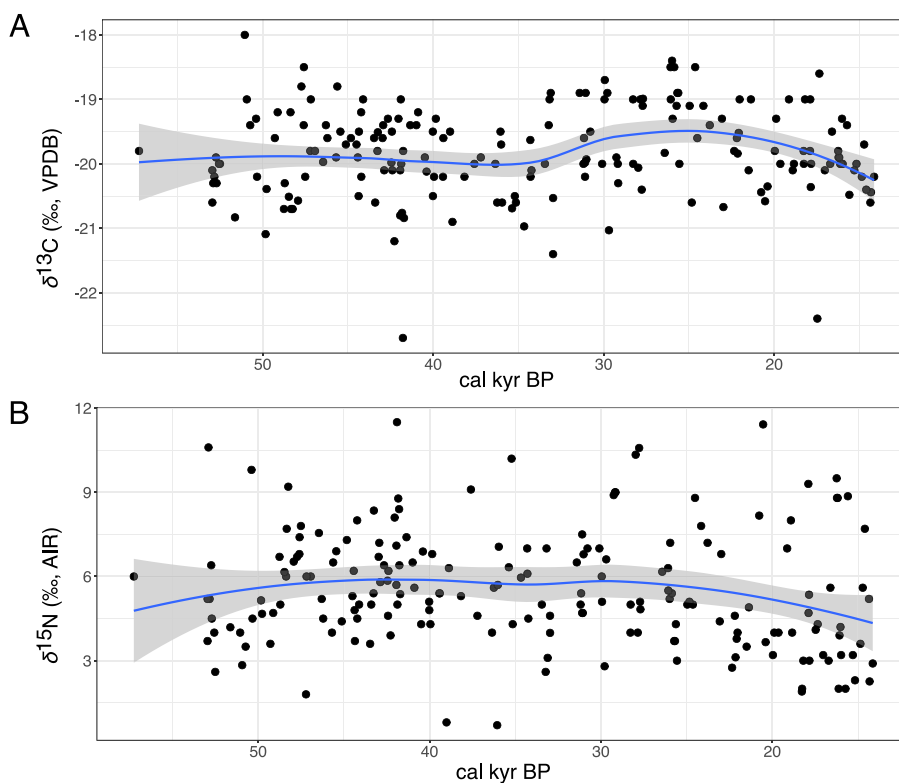 A
-18
-19
-20
-21
-22
δ13C (‰, VPDB)
50 40 30 20
cal kyr BP
B
12
9
6
3
δ15N (‰, AIR)
50 40 30 20
cal kyr BP